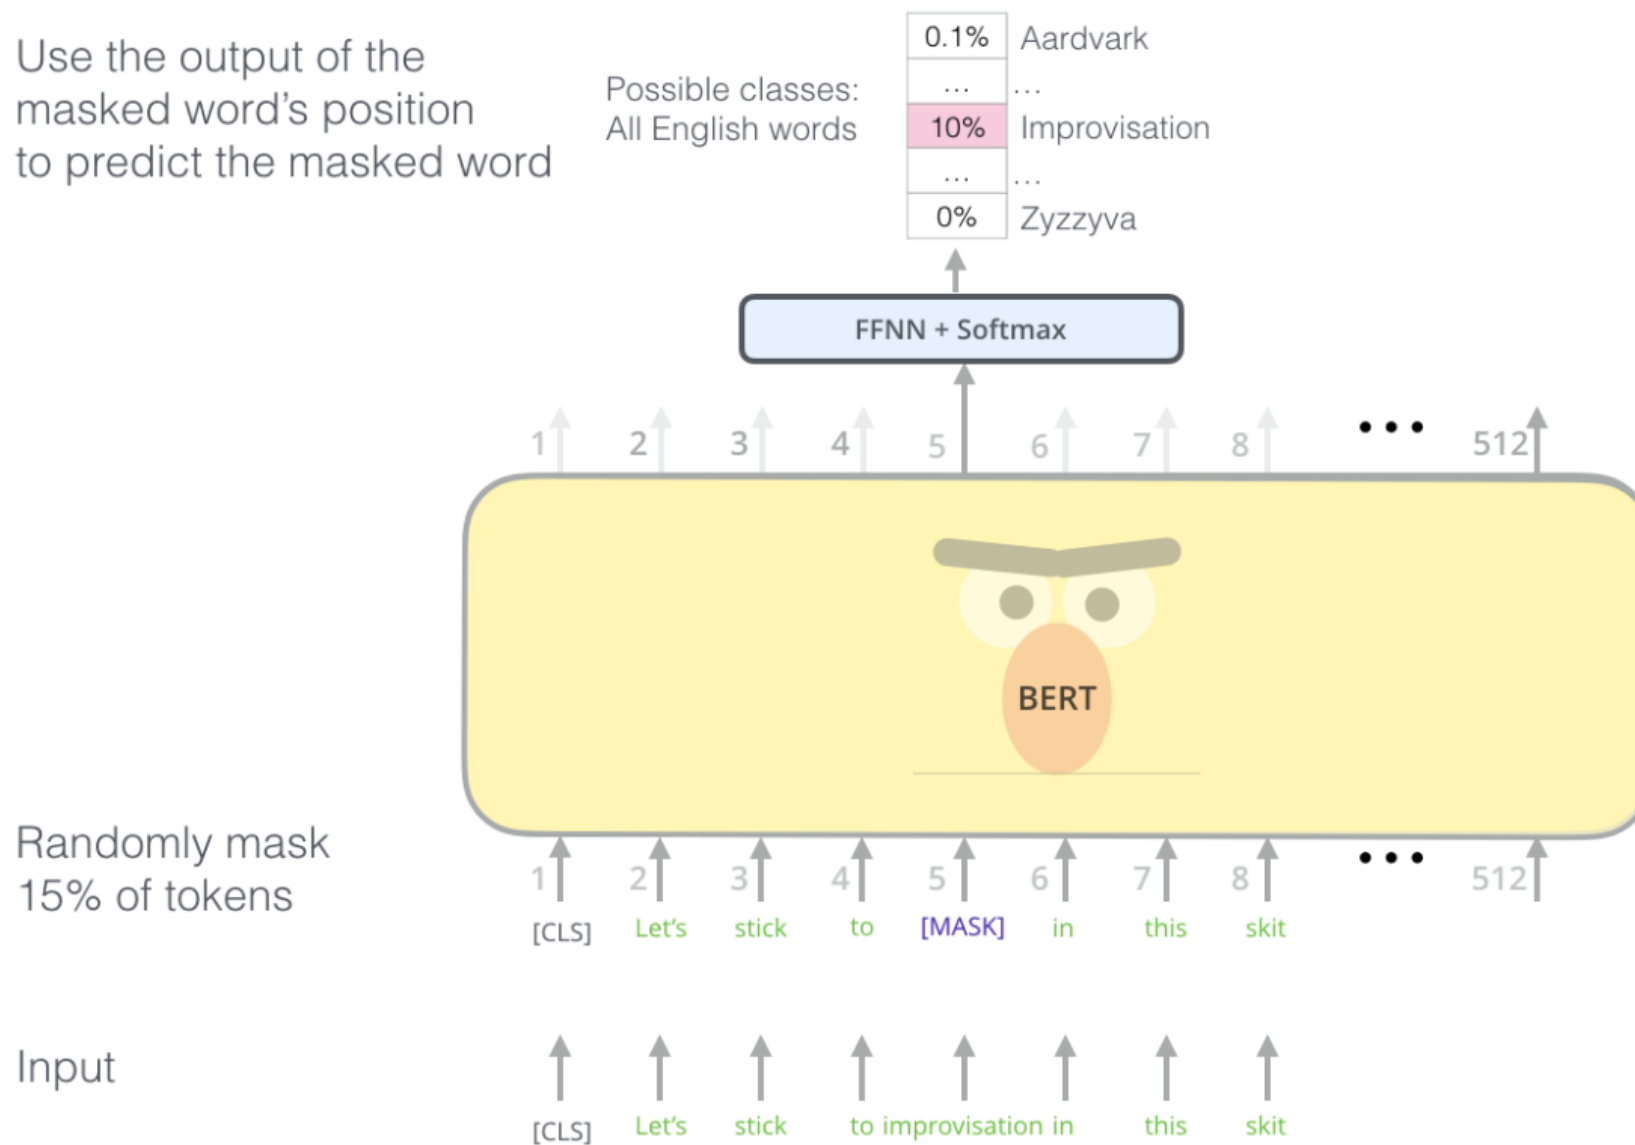 Use the output of the
masked word's position
to predict the masked word
Possible classes:
All English words
0.1% Aardvark
... ...
10% Improvisation
... ...
0% Zyzzyva
FFNN + Softmax
1 2 3 4 5 6 7 8 ••• 512
BERT
Randomly mask
15% of tokens
1 2 3 4 5 6 7 8 ••• 512
[CLS] Let's stick to [MASK] in this skit
Input
[CLS] Let's stick to improvisation in this skit